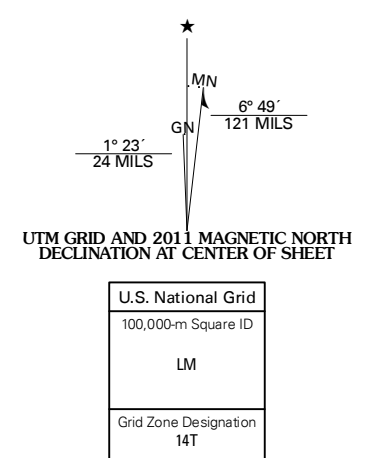 ★
MN
6° 49´
121 MILS
GN
1° 23´
24 MILS
UTM GRID AND 2011 MAGNETIC NORTH
DECLINATION AT CENTER OF SHEET
U.S. National Grid
100,000-m Square ID
LM
Grid Zone Designation
14T